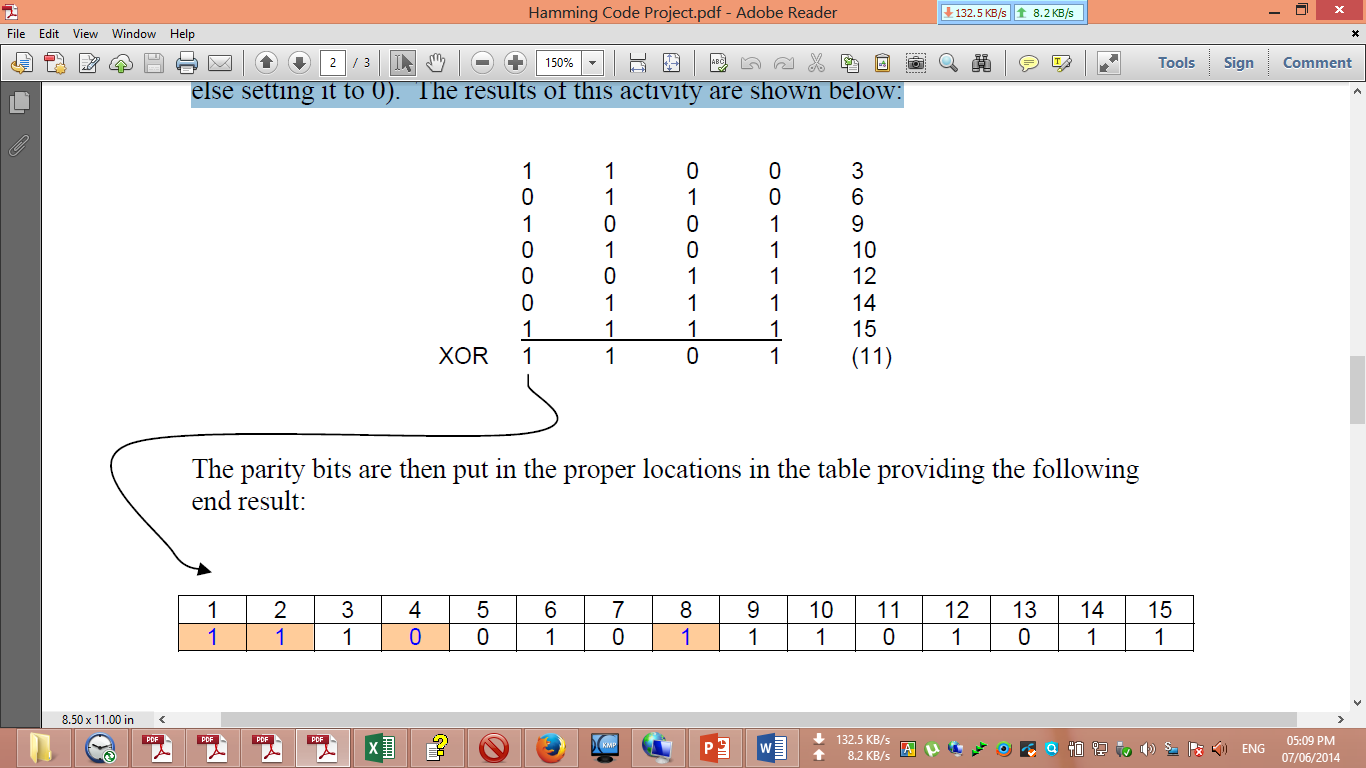 Hamming Code Project.pdf - Adobe Reader
132.5 KB/s 8.2 KB/s
File Edit View Window Help
2 / 3 150% Tools Sign Comment
else setting it to 0). The results of this activity are shown below:
1 1 0 0 3
0 1 1 0 6
1 0 0 1 9
0 1 0 1 10
0 0 1 1 12
0 1 1 1 14
1 1 1 1 15
XOR 1 1 0 1 (11)
The parity bits are then put in the proper locations in the table providing the following
end result:
1 2 3 4 5 6 7 8 9 10 11 12 13 14 15
1 1 1 0 0 1 0 1 1 1 0 1 0 1 1
8.50 x 11.00 in
132.5 KB/s
8.2 KB/s
ENG
05:09 PM
07/06/2014